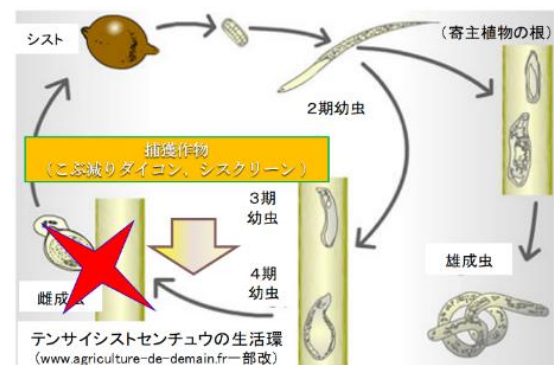 シスト
(寄主植物の根)
2期幼虫
捕獲作物
(こぶ減りダイコン、シスクリーン)
3期
幼虫
4期
幼虫
雄成虫
雌成虫
テンサイシストセンチュウの生活環
(www.agriculture-de-demain.fr一部改)